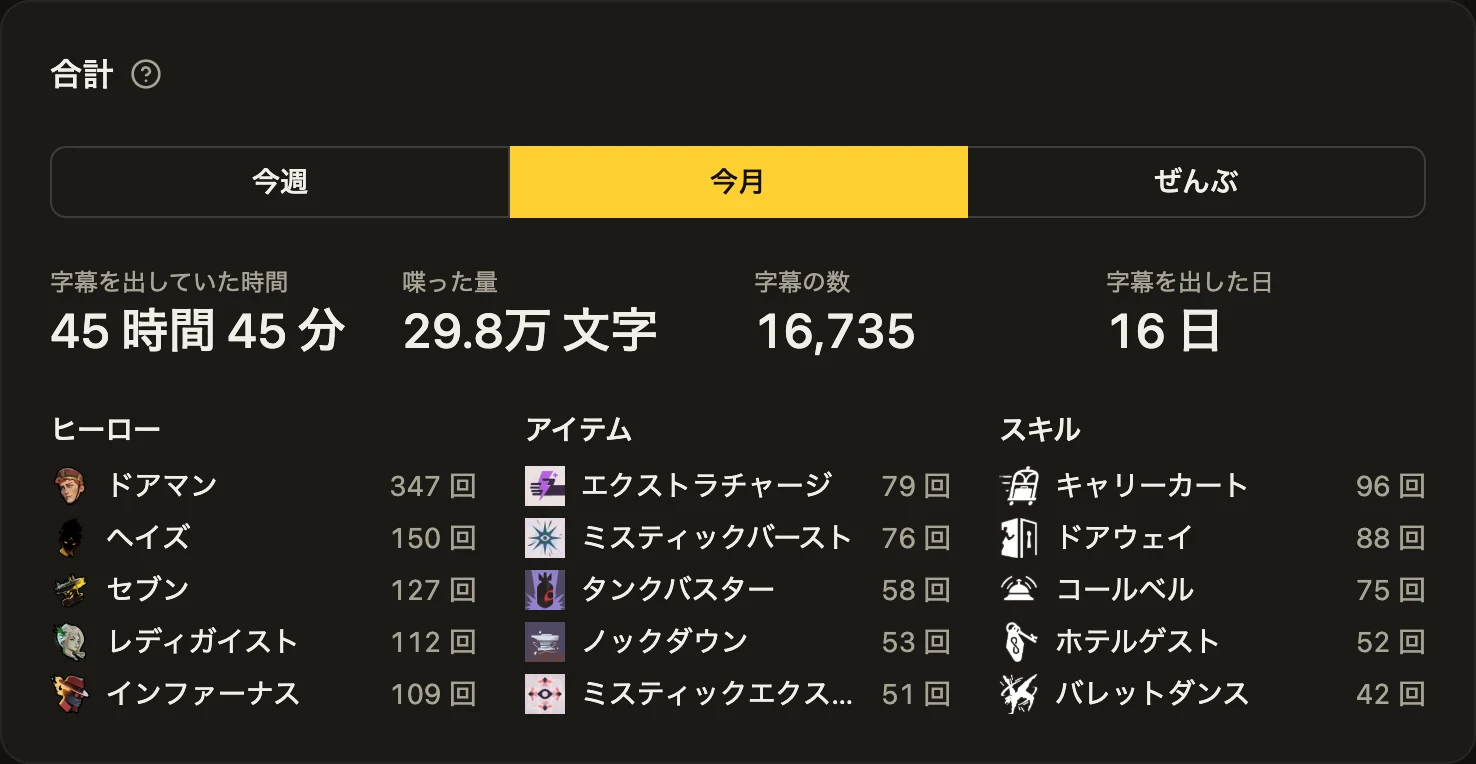 合計 ?
今週 今月 ぜんぶ
字幕を出していた時間 喋った量 字幕の数 字幕を出した日
45 時間 45 分 29.8万 文字 16,735 16 日
ヒーロー アイテム スキル
ドアマン 347 回 エクストラチャージ 79 回 キャリーカート 96 回
ヘイズ 150 回 ミスティックバースト 76 回 ドアウェイ 88 回
セブン 127 回 タンクバスター 58 回 コールベル 75 回
レディガイスト 112 回 ノックダウン 53 回 ホテルゲスト 52 回
インファーナス 109 回 ミスティックエクス… 51 回 バレットダンス 42 回